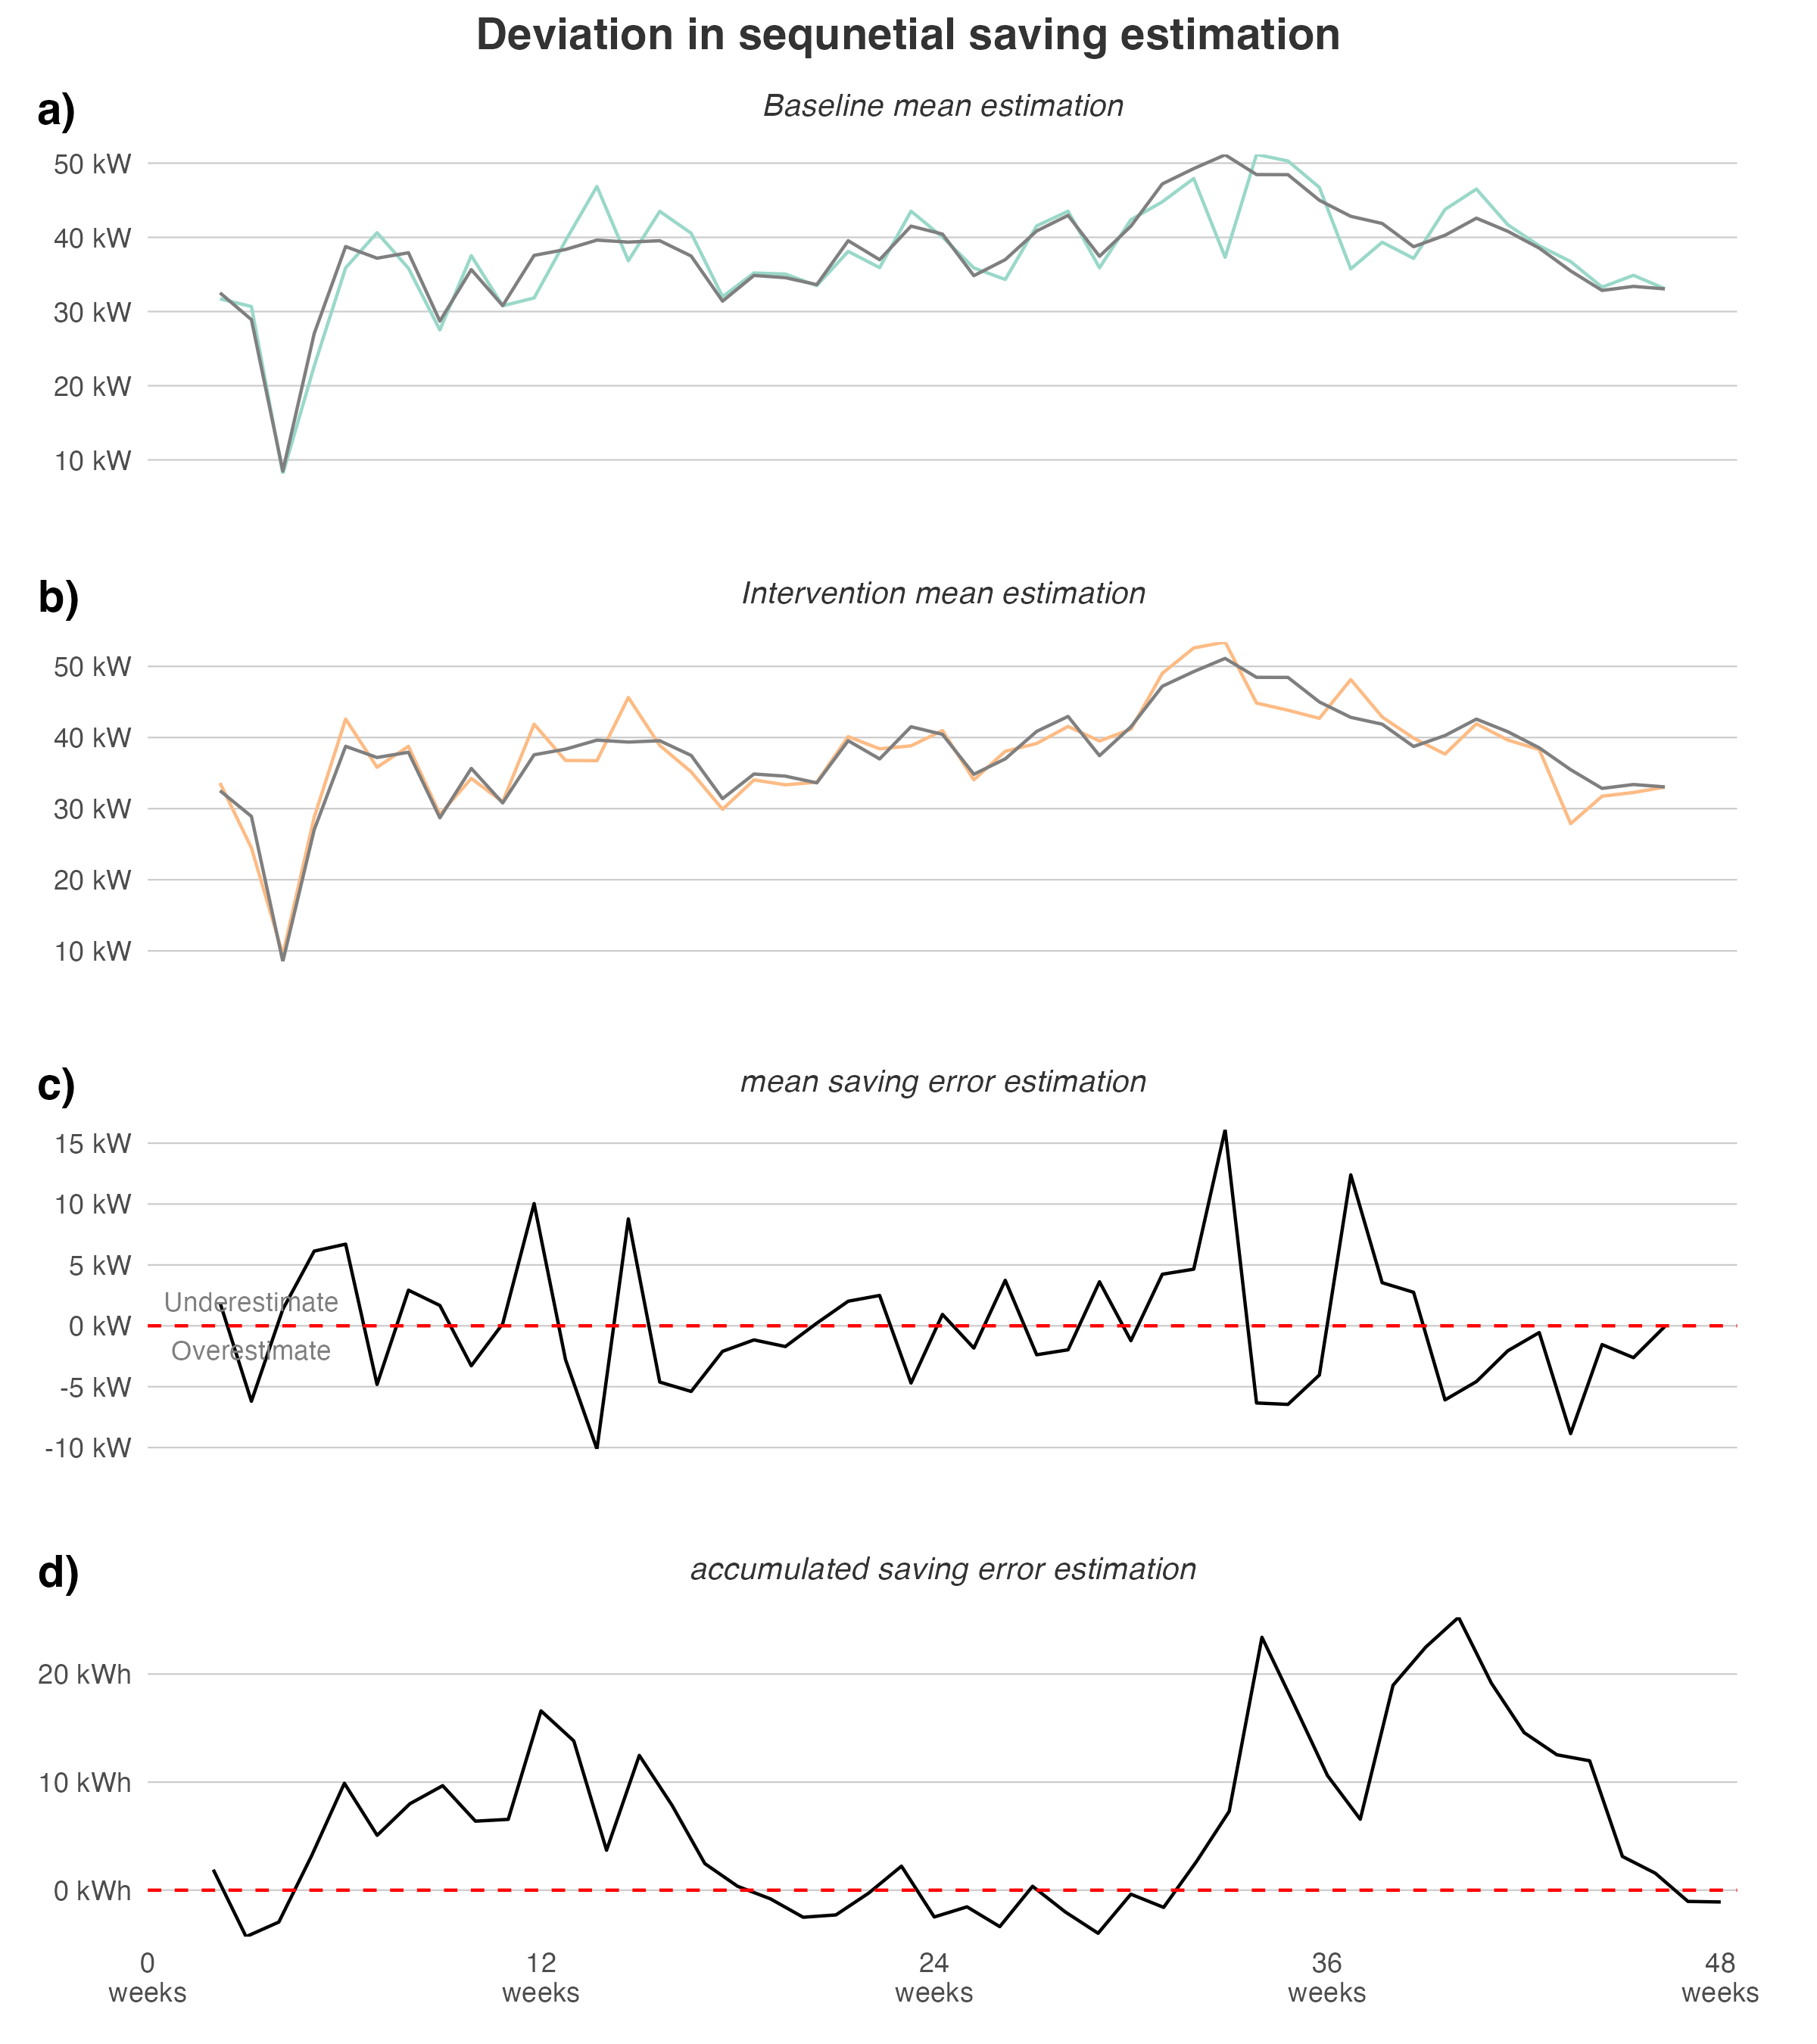 Deviation in sequnetial saving estimation
a)
Baseline mean estimation
50 kW
40 kW
30 kW
20 kW
10 kW
b)
Intervention mean estimation
50 kW
40 kW
30 kW
20 kW
10 kW
c)
mean saving error estimation
15 kW
10 kW
5 kW
Underestimate
0 kW
Overestimate
-5 kW
-10 kW
d)
accumulated saving error estimation
20 kWh
10 kWh
0 kWh
0 12 24 36 48
weeks weeks weeks weeks weeks